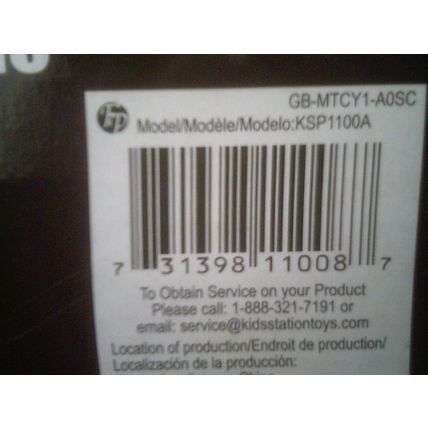 GB-MTCY1-A0SC
Model/Modèle/Modelo:KSP1100A
7 31398 11008 7
To Obtain Service on your Product
Please call: 1-888-321-7191 or
email: service@kidsstationtoys.com
Location of production/Endroit de production/
Localización de la producción: